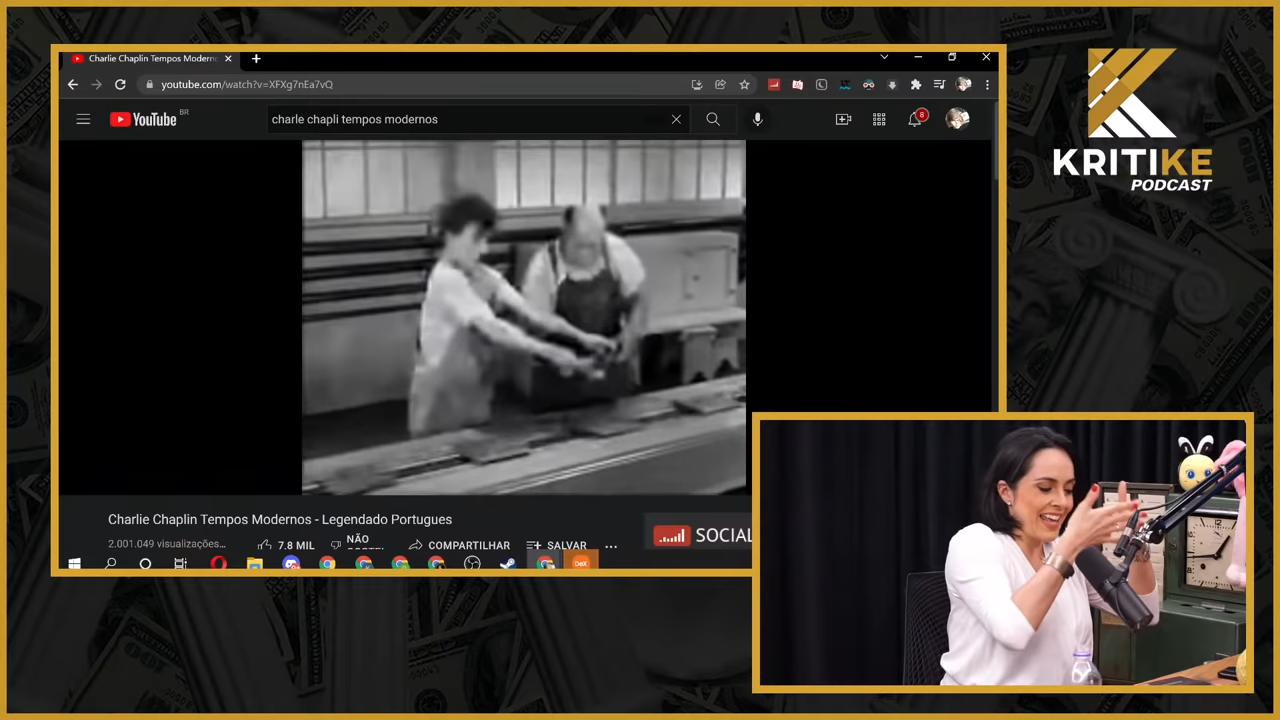 Charlie Chaplin Tempos Moderno
youtube.com/watch?v=XFXg7nEa7vQ
YouTube BR
charle chapli tempos modernos
8
KRITIKE
PODCAST
Charlie Chaplin Tempos Modernos - Legendado Portugues
2.001.049 visualizações...
7.8 MIL
NÃO
COMPARTILHAR
SALVAR
SOCIAL
DeX